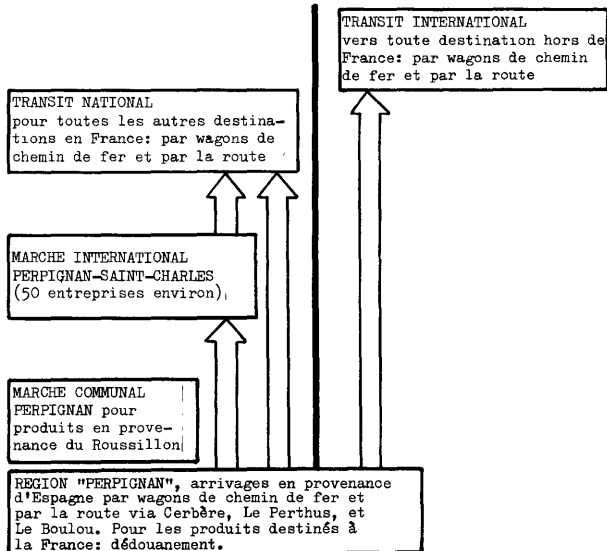 TRANSIT INTERNATIONAL
vers toute destination hors de
France: par wagons de chemin
de fer et par la route
TRANSIT NATIONAL
pour toutes les autres destina-
tions en France: par wagons de
chemin de fer et par la route
MARCHE INTERNATIONAL
PERPIGNAN-SAINT-CHARLES
(50 entreprises environ)
MARCHE COMMUNAL
PERPIGNAN pour
produits en prove-
nance du Roussillon
REGION "PERPIGNAN", arrivages en provenance
d'Espagne par wagons de chemin de fer et
par la route via Cerbère, Le Perthus, et
Le Boulou. Pour les produits destinés à
la France: dédouanement.